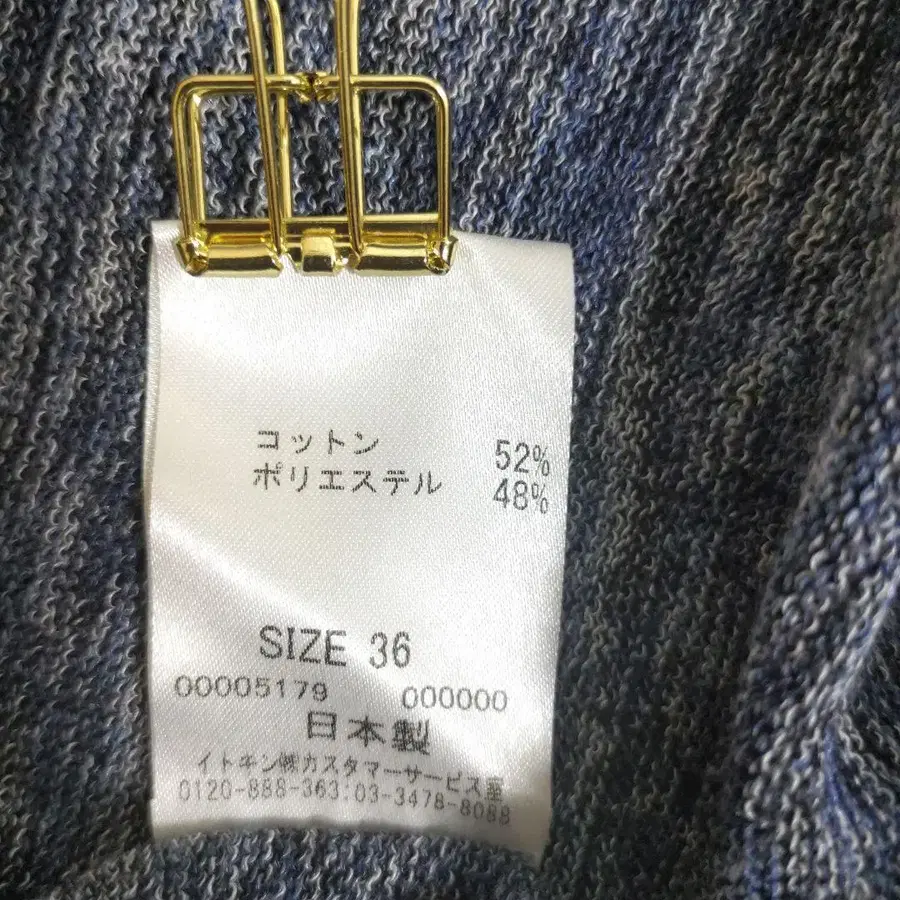 コットン 52%
ポリエステル 48%
SIZE 36
00005179 000000
日本製
イトキン㈱カスタマーサービス室
0120-888-363:03-3478-8088